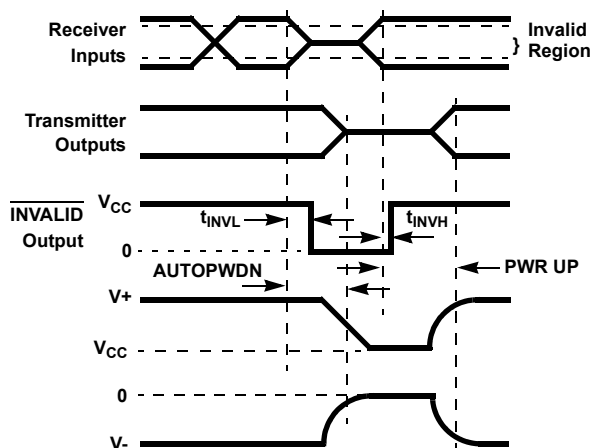 Receiver
Inputs
} Invalid
Region
Transmitter
Outputs
INVALID
Output
VCC
tINVL
tINVH
0
AUTOPWDN
PWR UP
V+
VCC
0
V-